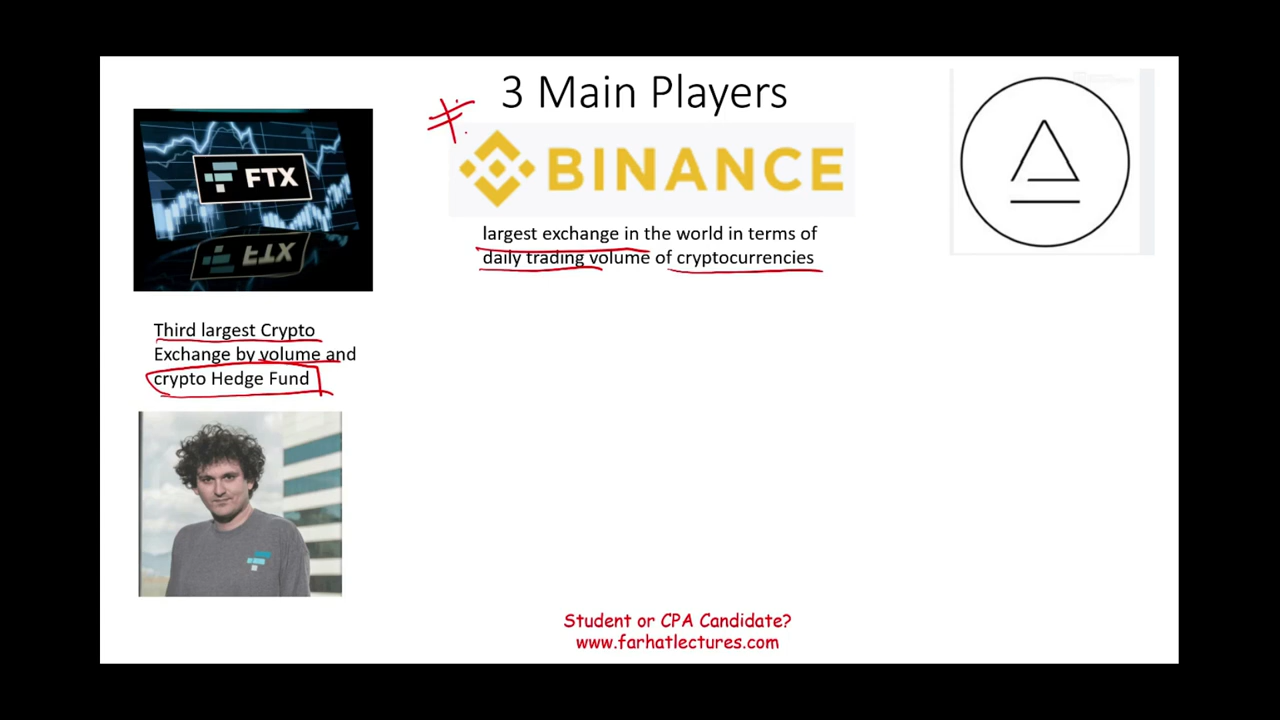 3 Main Players
FTX
FTX
BINANCE
largest exchange in the world in terms of
daily trading volume of cryptocurrencies
Third largest Crypto
Exchange by volume and
crypto Hedge Fund
Student or CPA Candidate?
www.farhatlectures.com